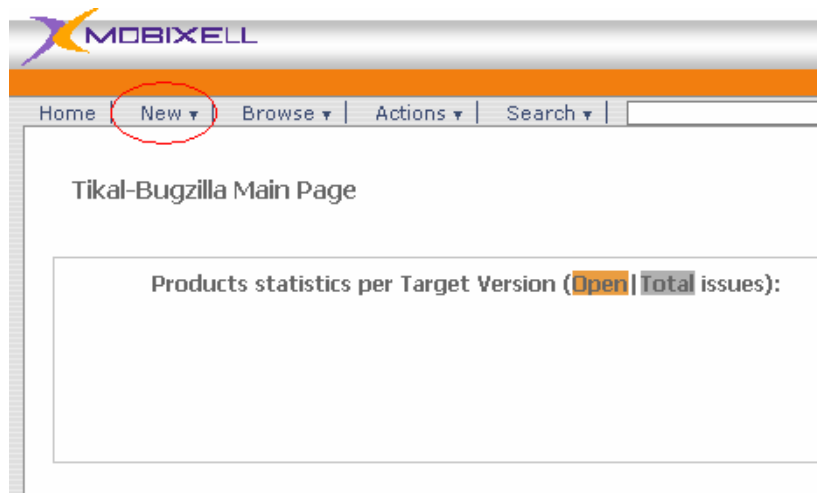 MOBIXELL
Home | New ▾ | Browse ▾ | Actions ▾ | Search ▾ |
Tikal-Bugzilla Main Page
Products statistics per Target Version (Open|Total issues):